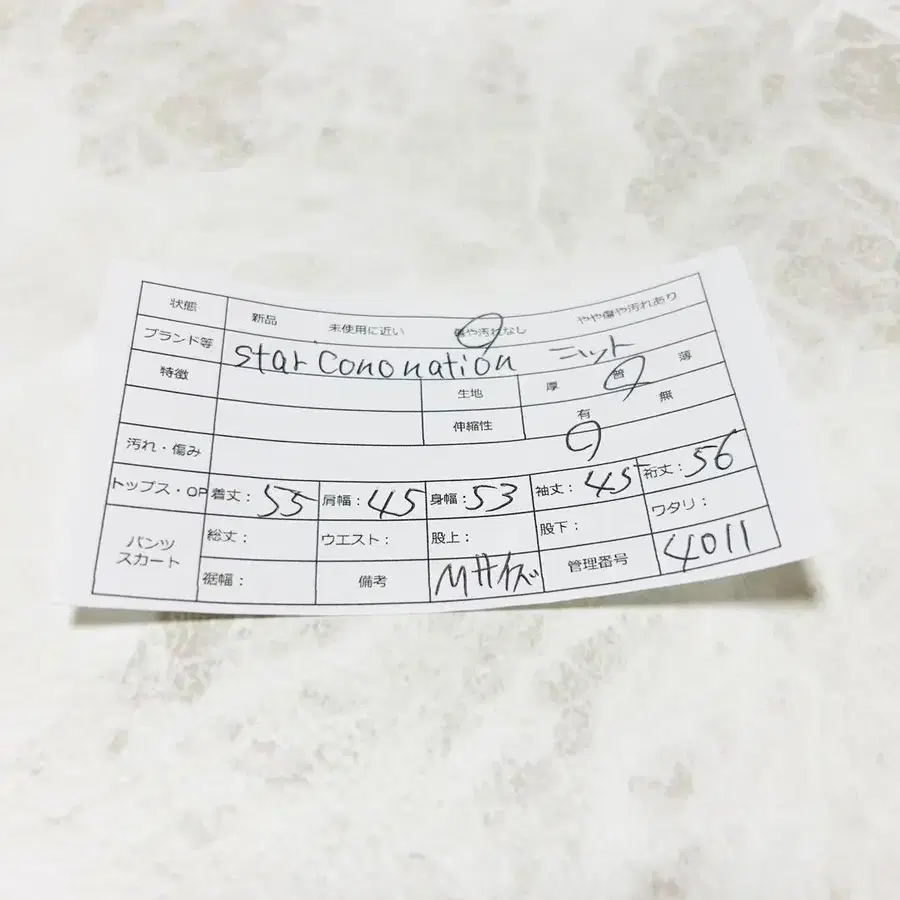 状態 新品 未使用に近い 傷や汚れなし やや傷や汚れあり
ブランド等 star Cononation ニット
特徴 生地 厚 普 薄
伸縮性 有 無
汚れ・傷み
トップス・OP 着丈: 55 肩幅: 45 身幅: 53 袖丈: 45 裄丈: 56
パンツ スカート 総丈: ウエスト: 股上: 股下: ワタリ:
裾幅: 備考 Mサイズ 管理番号 4011